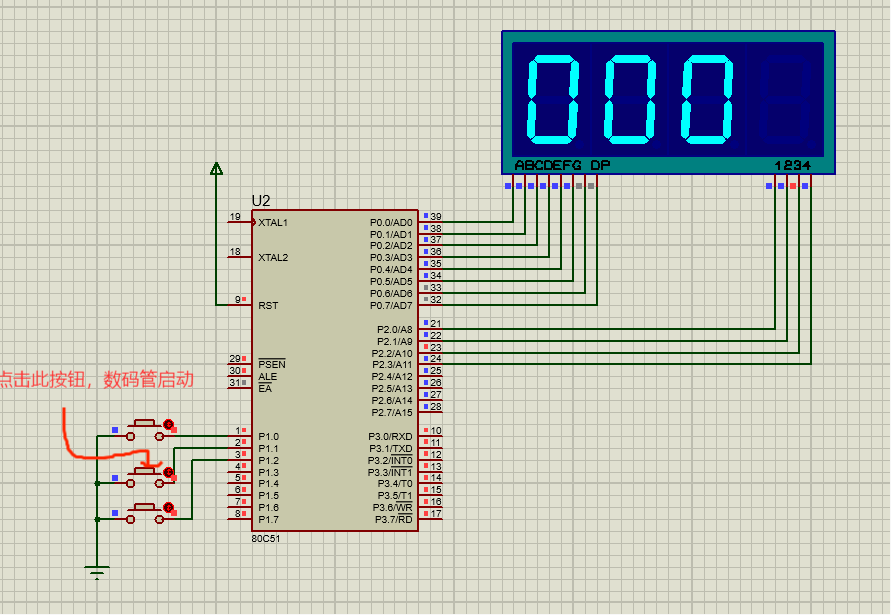 000
ABCDEFG DP
1234
U2
19
XTAL1
18
XTAL2
9
RST
29
PSEN
30
ALE
31
EA
1
P1.0
2
P1.1
3
P1.2
4
P1.3
5
P1.4
6
P1.5
7
P1.6
8
P1.7
P0.0/AD0
39
P0.1/AD1
38
P0.2/AD2
37
P0.3/AD3
36
P0.4/AD4
35
P0.5/AD5
34
P0.6/AD6
33
P0.7/AD7
32
P2.0/A8
21
P2.1/A9
22
P2.2/A10
23
P2.3/A11
24
P2.4/A12
25
P2.5/A13
26
P2.6/A14
27
P2.7/A15
28
P3.0/RXD
10
P3.1/TXD
11
P3.2/INT0
12
P3.3/INT1
13
P3.4/T0
14
P3.5/T1
15
P3.6/WR
16
P3.7/RD
17
80C51
点击此按钮，数码管启动